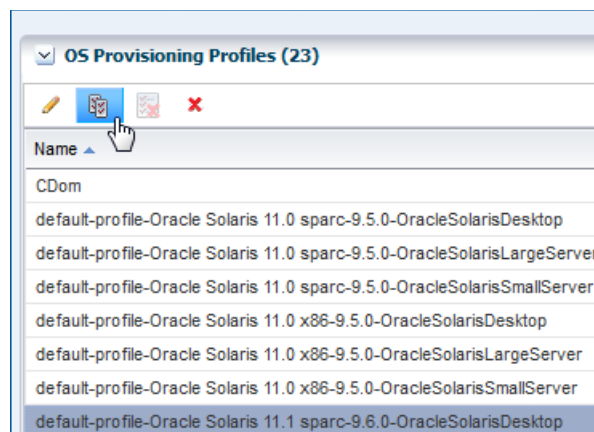 OS Provisioning Profiles (23)
Name
CDom
default-profile-Oracle Solaris 11.0 sparc-9.5.0-OracleSolarisDesktop
default-profile-Oracle Solaris 11.0 sparc-9.5.0-OracleSolarisLargeServer
default-profile-Oracle Solaris 11.0 sparc-9.5.0-OracleSolarisSmallServer
default-profile-Oracle Solaris 11.0 x86-9.5.0-OracleSolarisDesktop
default-profile-Oracle Solaris 11.0 x86-9.5.0-OracleSolarisLargeServer
default-profile-Oracle Solaris 11.0 x86-9.5.0-OracleSolarisSmallServer
default-profile-Oracle Solaris 11.1 sparc-9.6.0-OracleSolarisDesktop